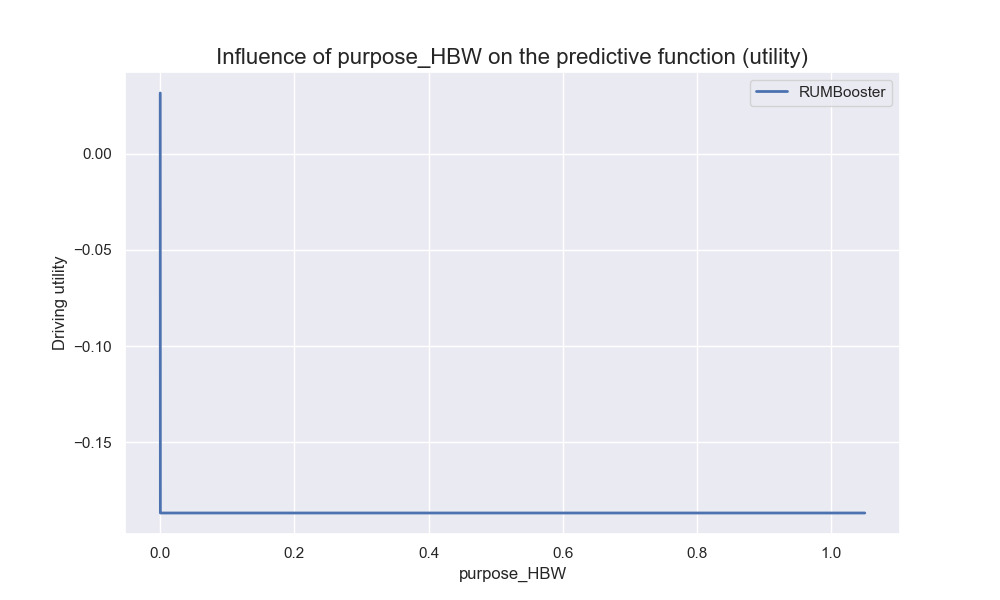 Influence of purpose_HBW on the predictive function (utility)
RUMBooster
0.00
−0.05
−0.10
−0.15
Driving utility
0.0 0.2 0.4 0.6 0.8 1.0
purpose_HBW